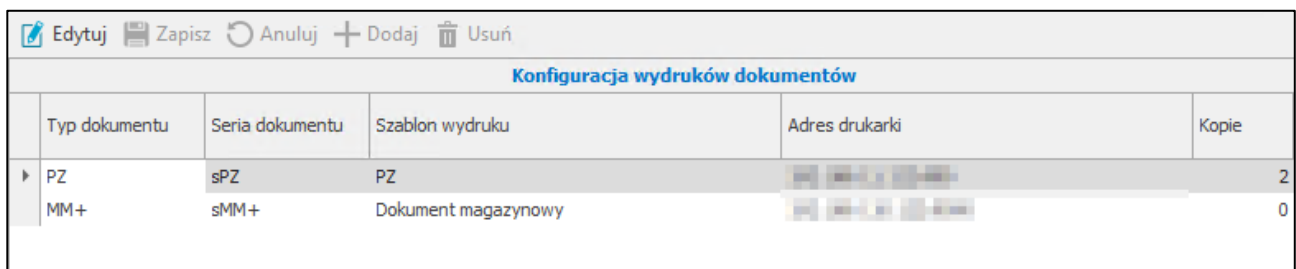 Edytuj Zapisz Anuluj Dodaj Usuń
Konfiguracja wydruków dokumentów
Typ dokumentu Seria dokumentu Szablon wydruku Adres drukarki Kopie
PZ sPZ PZ 2
MM+ sMM+ Dokument magazynowy 0